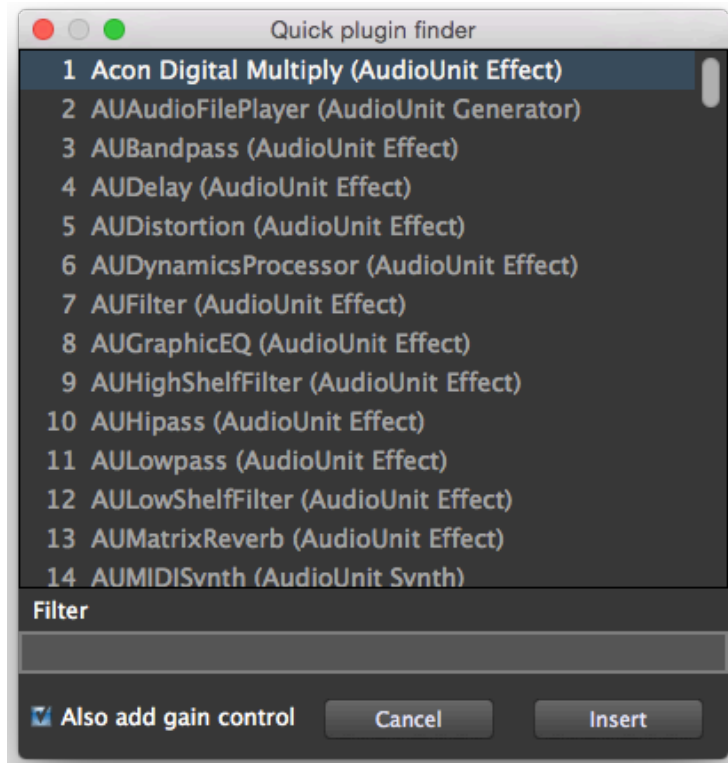 Quick plugin finder
1 Acon Digital Multiply (AudioUnit Effect)
2 AUAudioFilePlayer (AudioUnit Generator)
3 AUBandpass (AudioUnit Effect)
4 AUDelay (AudioUnit Effect)
5 AUDistortion (AudioUnit Effect)
6 AUDynamicsProcessor (AudioUnit Effect)
7 AUFilter (AudioUnit Effect)
8 AUGraphicEQ (AudioUnit Effect)
9 AUHighShelfFilter (AudioUnit Effect)
10 AUHipass (AudioUnit Effect)
11 AULowpass (AudioUnit Effect)
12 AULowShelfFilter (AudioUnit Effect)
13 AUMatrixReverb (AudioUnit Effect)
14 AUMIDISynth (AudioUnit Synth)
Filter
Also add gain control Cancel Insert